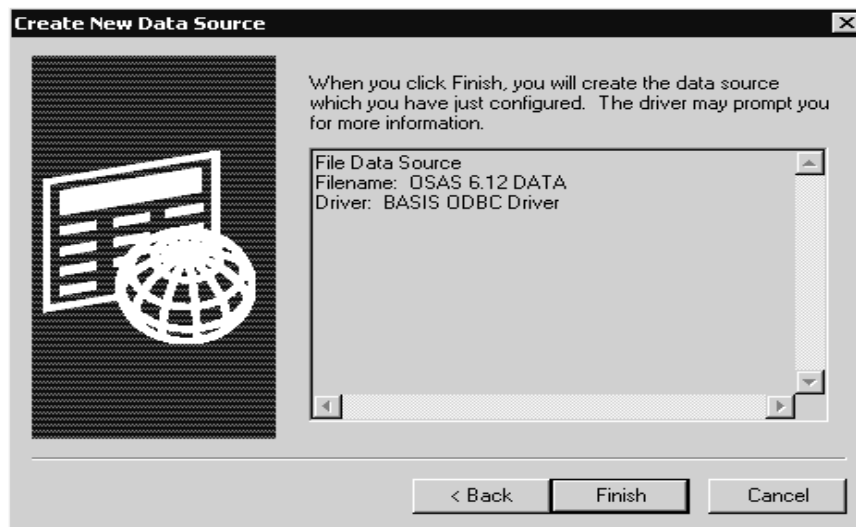 Create New Data Source
When you click Finish, you will create the data source
which you have just configured.  The driver may prompt you
for more information.
File Data Source
Filename:  OSAS 6.12 DATA
Driver:  BASIS ODBC Driver
< Back
Finish
Cancel